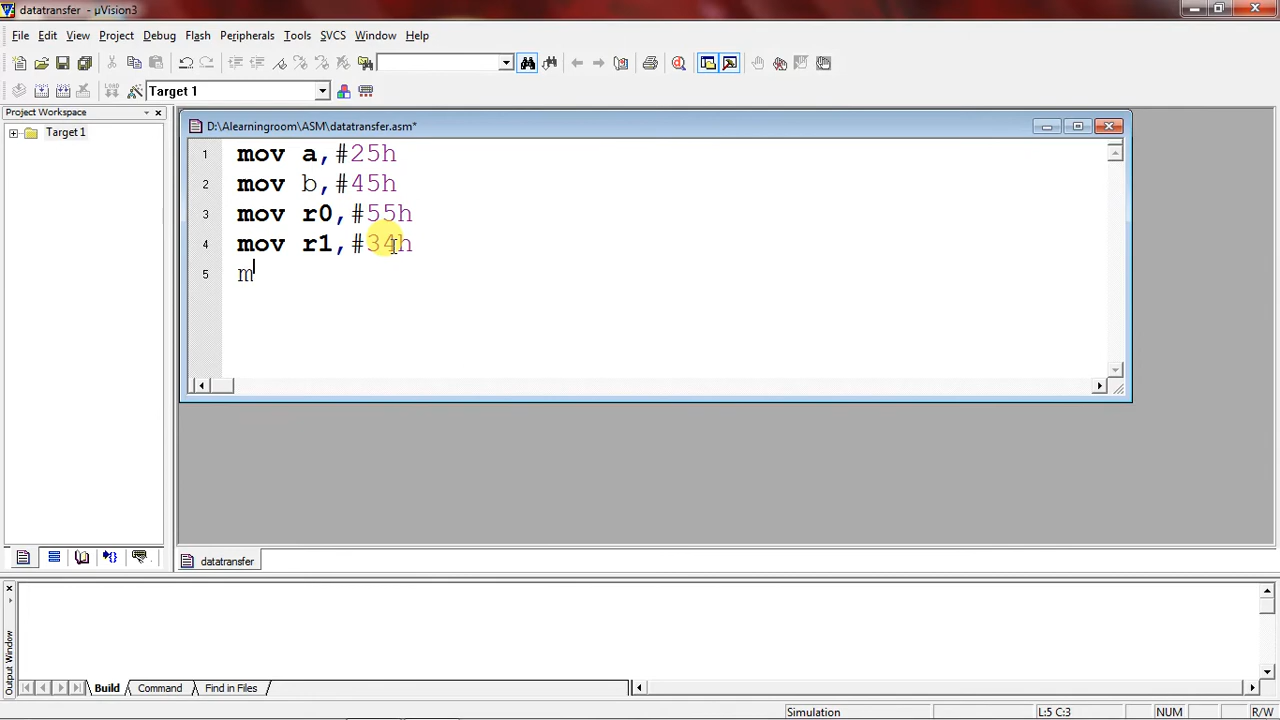 datatransfer - µVision3
File Edit View Project Debug Flash Peripherals Tools SVCS Window Help
Target 1
Project Workspace
Target 1
D:\Alearningroom\ASM\datatransfer.asm*
1 mov a,#25h
2 mov b,#45h
3 mov r0,#55h
4 mov r1,#34h
5 m
datatransfer
Output Window
Build Command Find in Files
Simulation L:5 C:3 NUM R/W